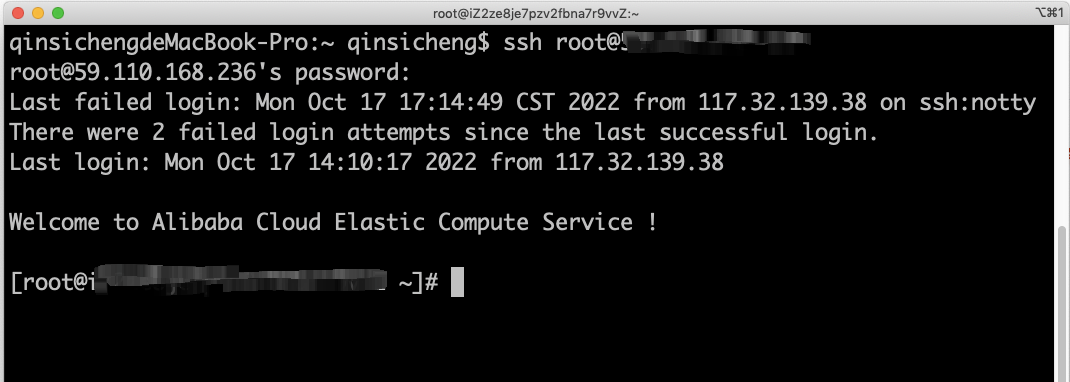 root@iZ2ze8je7pzv2fbna7r9vvZ:~
⌥⌘1
qinsichengdeMacBook-Pro:~ qinsicheng$ ssh root@
root@59.110.168.236's password:
Last failed login: Mon Oct 17 17:14:49 CST 2022 from 117.32.139.38 on ssh:notty
There were 2 failed login attempts since the last successful login.
Last login: Mon Oct 17 14:10:17 2022 from 117.32.139.38
Welcome to Alibaba Cloud Elastic Compute Service !
[root@ ~]#